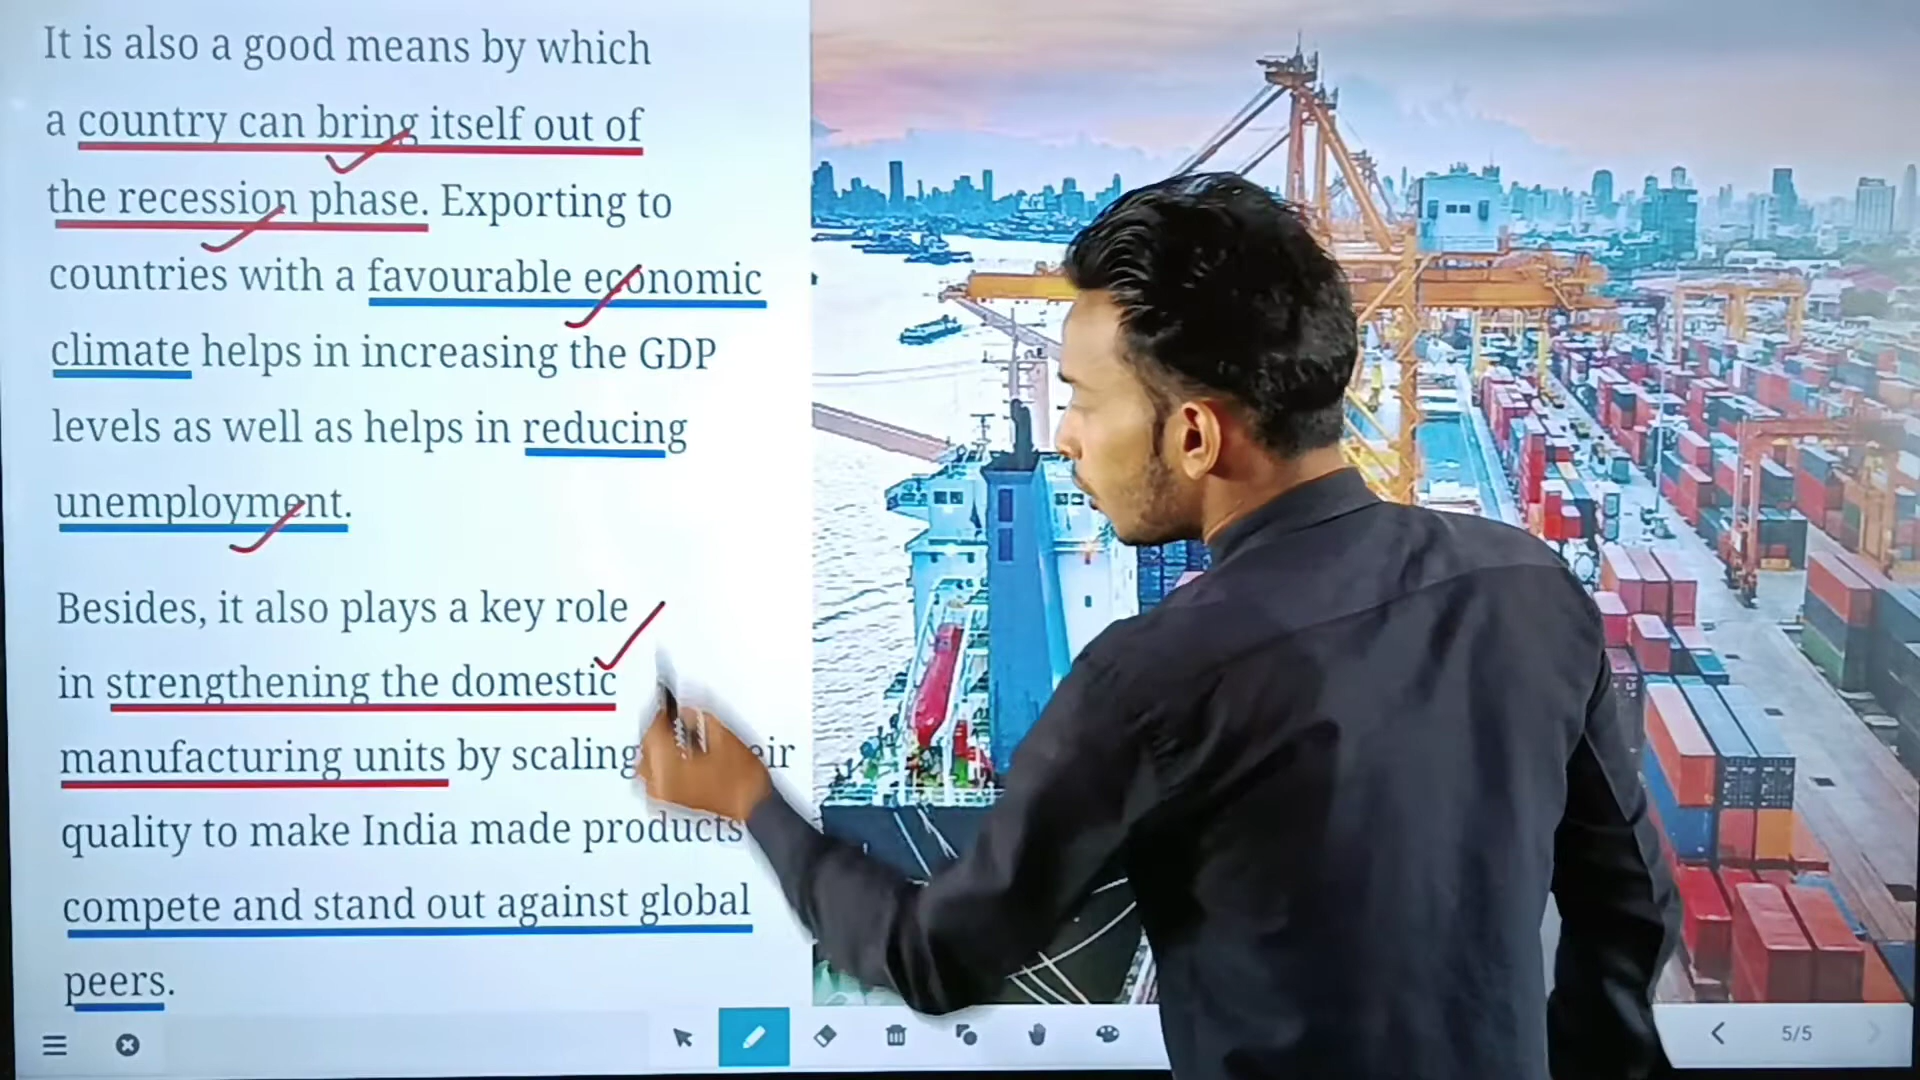 It is also a good means by which
a country can bring itself out of
the recession phase. Exporting to
countries with a favourable economic
climate helps in increasing the GDP
levels as well as helps in reducing
unemployment.
Besides, it also plays a key role
in strengthening the domestic
manufacturing units by scaling
quality to make India made products
compete and stand out against global
peers.
5/5